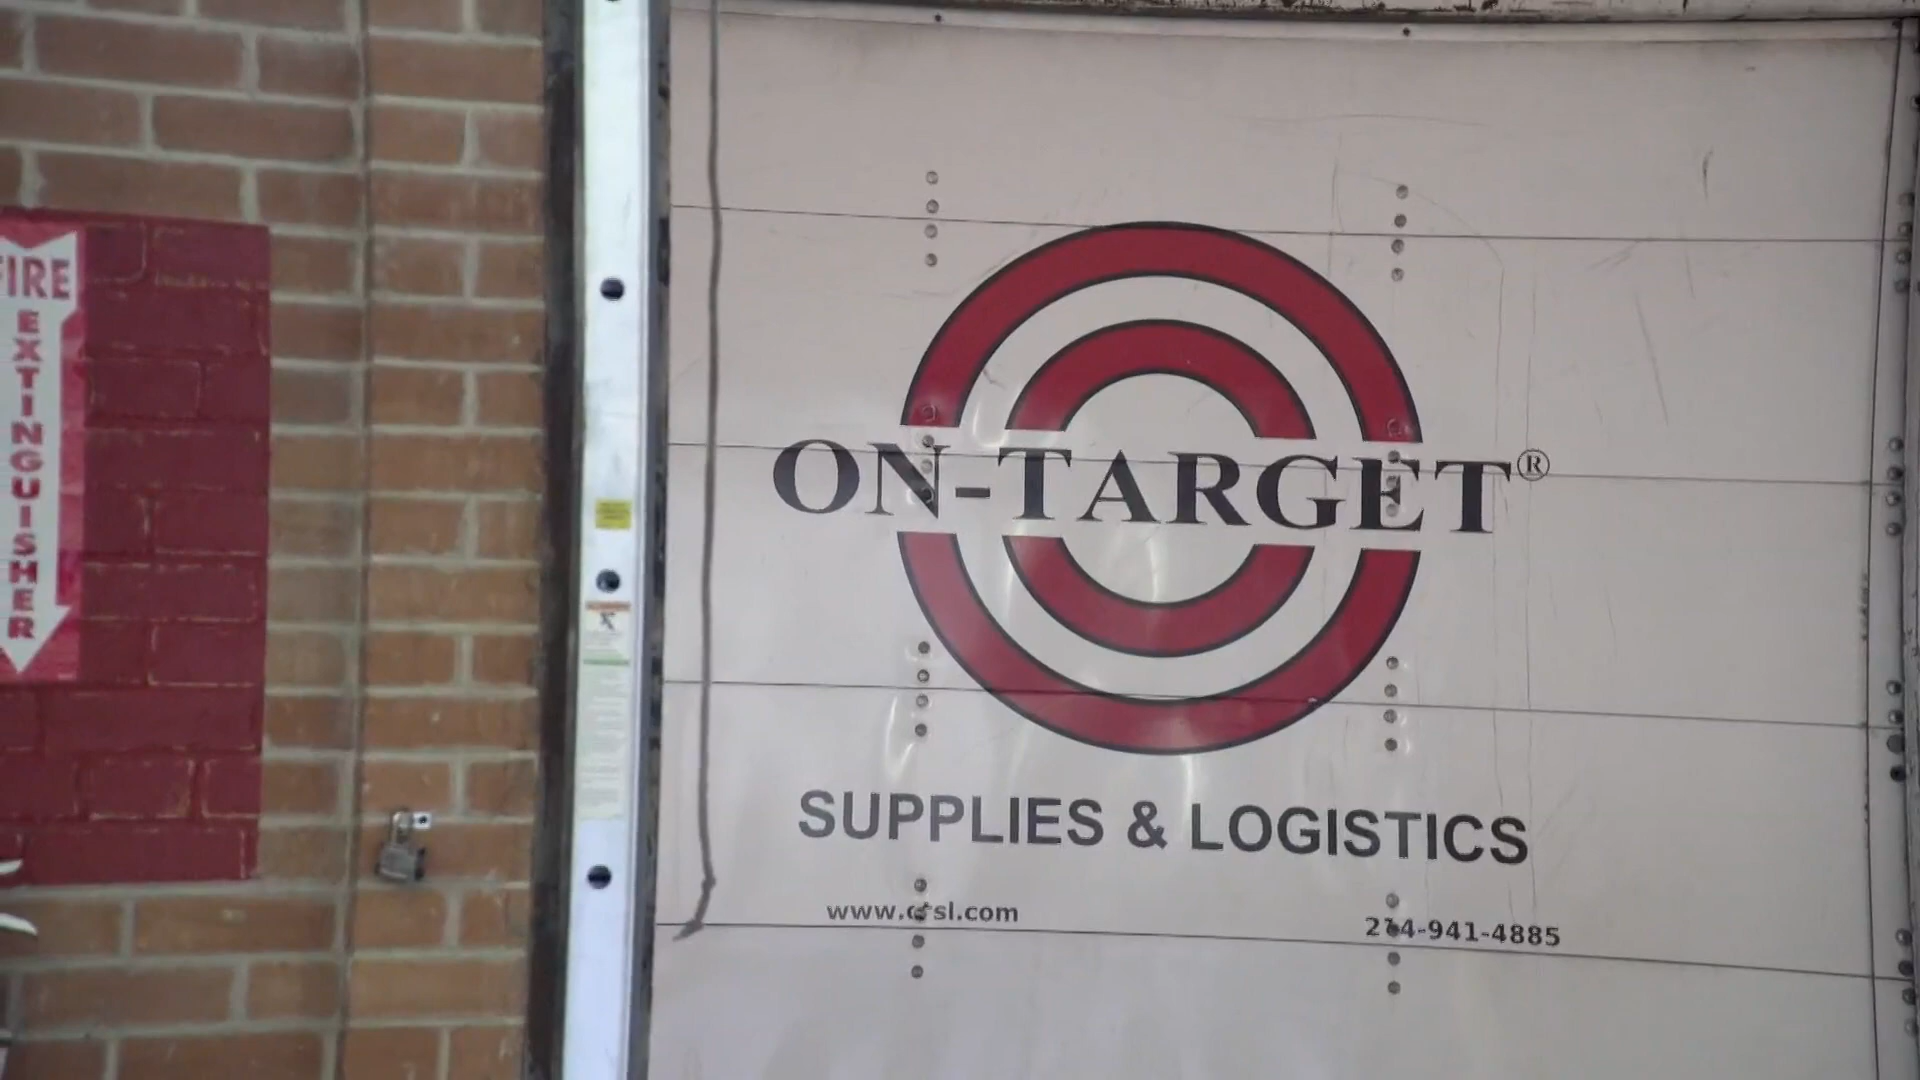 FIRE
EXTINGUISHER
ON-TARGET®
SUPPLIES & LOGISTICS
214-941-4885